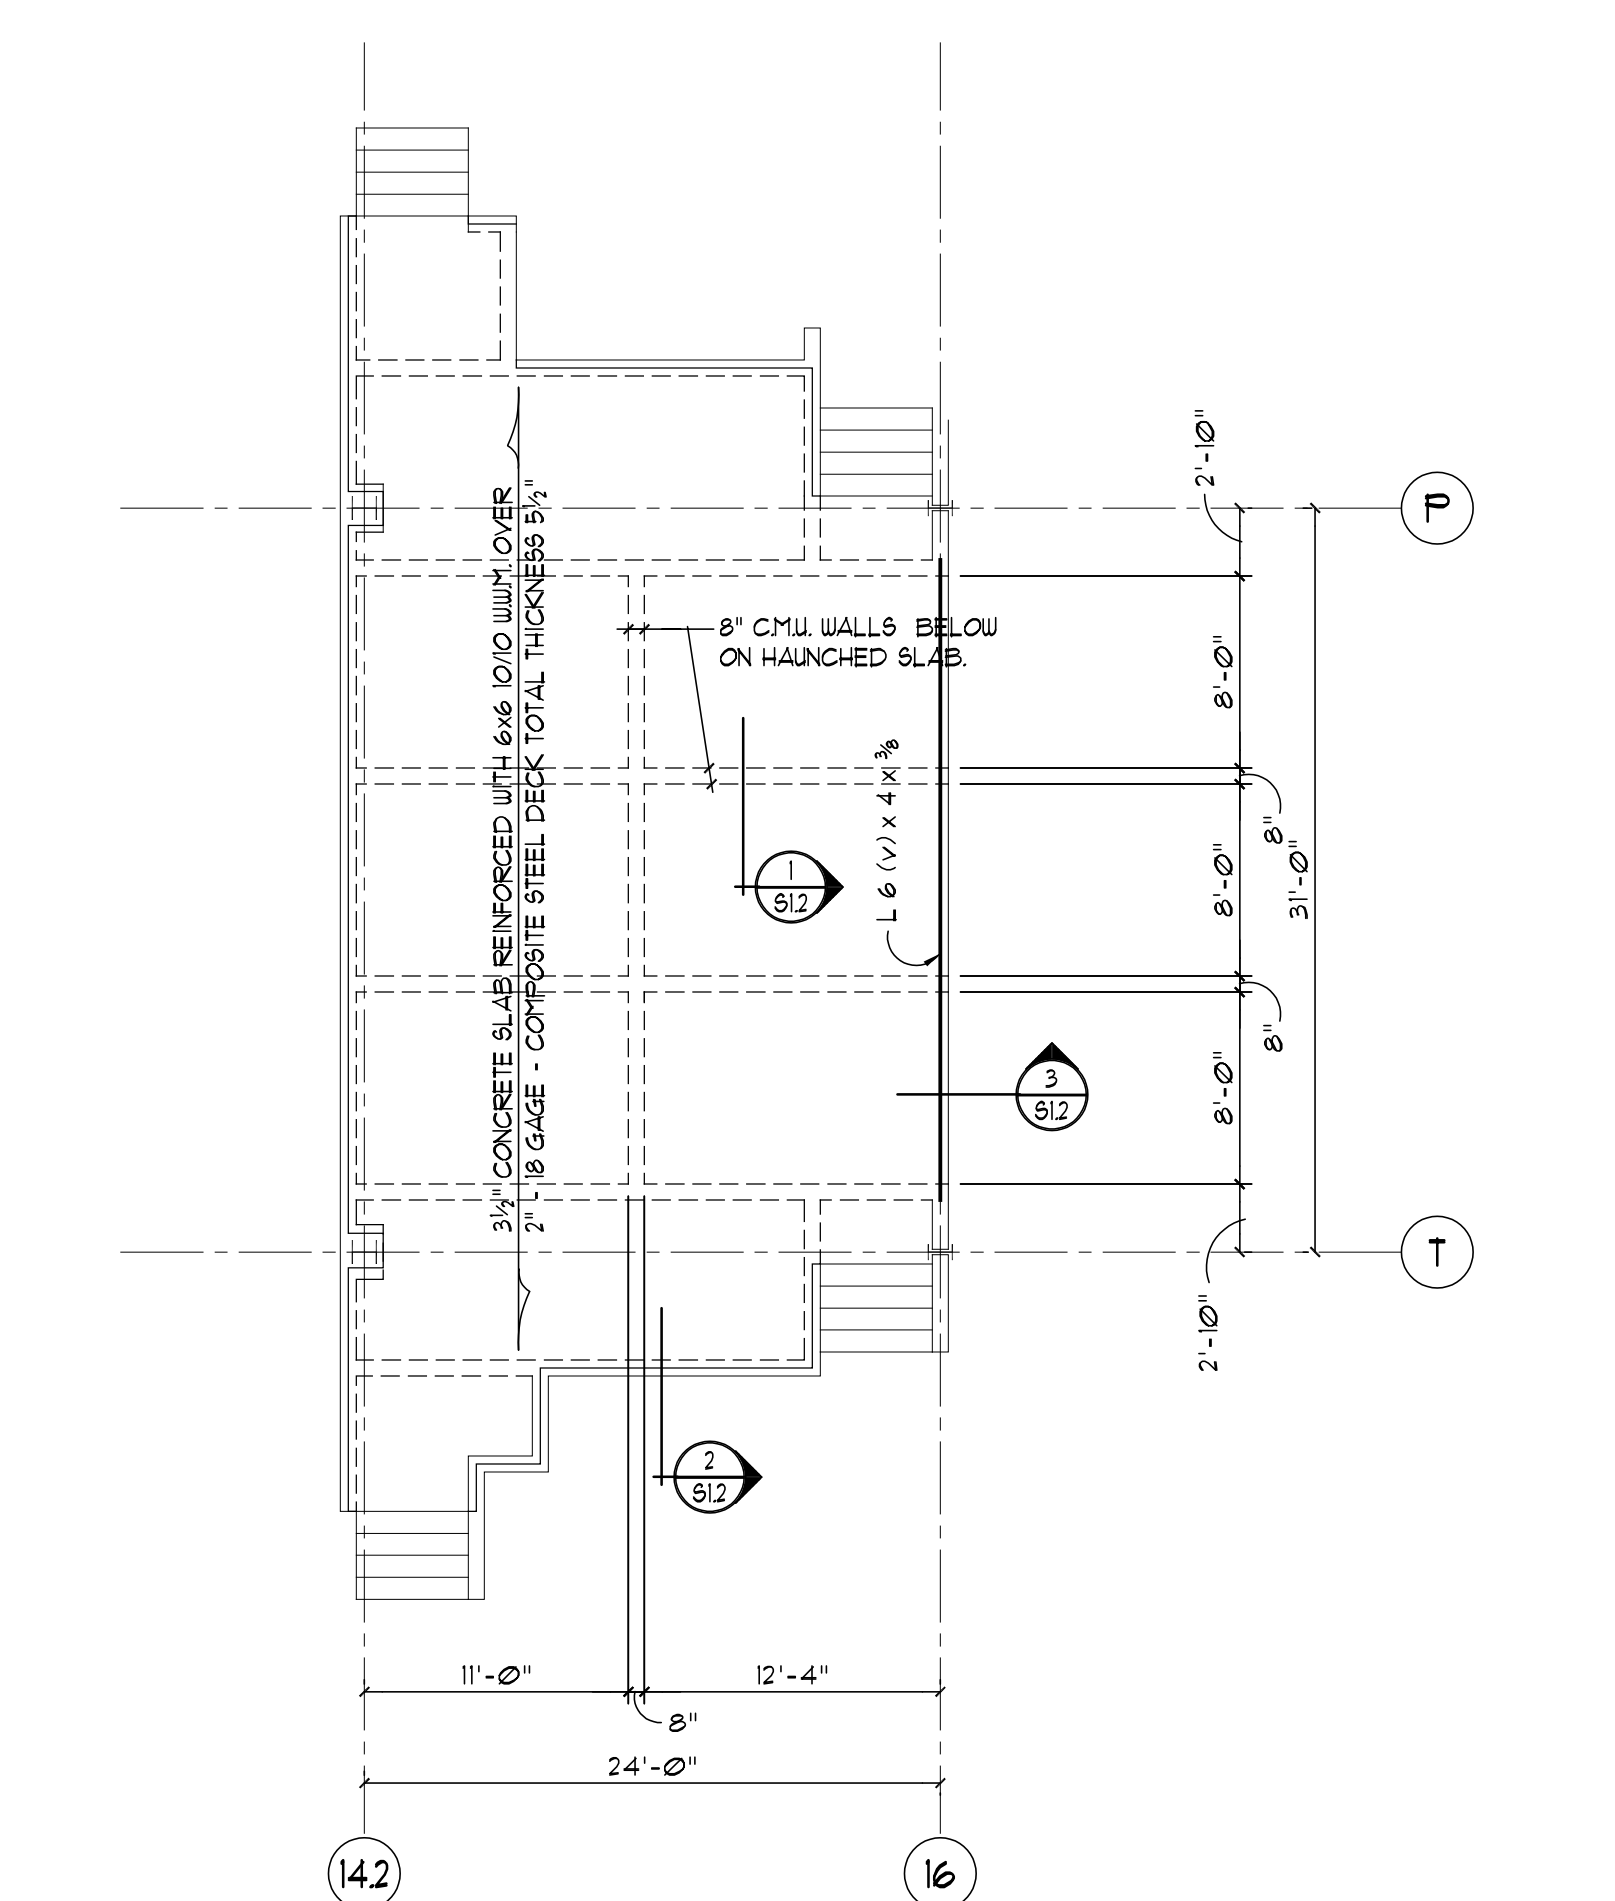 2'-10"
P
3½" CONCRETE SLAB REINFORCED WITH 6x6 10/10 W.W.M. OVER
2" - 18 GAGE - COMPOSITE STEEL DECK TOTAL THICKNESS 5½"
8" C.M.U. WALLS BELOW
ON HAUNCHED SLAB.
8'-0"
L 6 (v) x 4 x 3/8
8"
8'-0"
31'-0"
1
S1.2
8"
3
S1.2
8'-0"
T
2'-10"
2
S1.2
11'-0"
12'-4"
8"
24'-0"
14.2
16